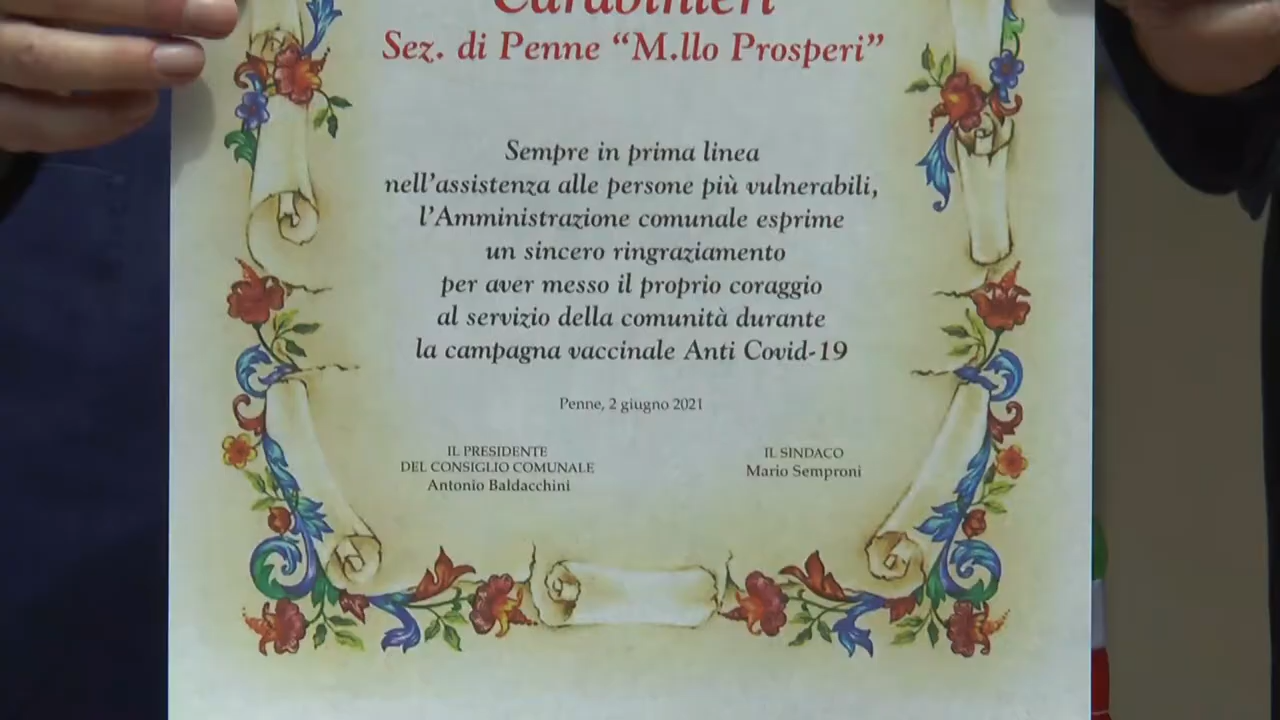 Carabinieri
Sez. di Penne “M.llo Prosperi”
Sempre in prima linea
nell’assistenza alle persone più vulnerabili,
l’Amministrazione comunale esprime
un sincero ringraziamento
per aver messo il proprio coraggio
al servizio della comunità durante
la campagna vaccinale Anti Covid-19
Penne, 2 giugno 2021
IL PRESIDENTE
DEL CONSIGLIO COMUNALE
Antonio Baldacchini
IL SINDACO
Mario Semproni